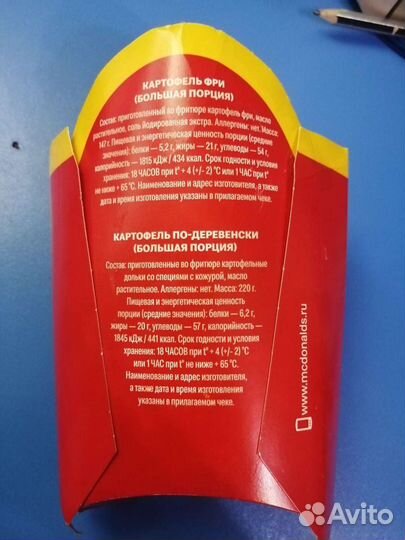 КАРТОФЕЛЬ ФРИ
(БОЛЬШАЯ ПОРЦИЯ)
Состав: приготовленный во фритюре картофель фри, масло
растительное, соль йодированная экстра. Аллергены: нет. Масса:
147 г. Пищевая и энергетическая ценность порции (средние
значения): белки — 5,2 г, жиры — 21 г, углеводы — 54 г,
калорийность — 1815 кДж / 434 ккал. Срок годности и условия
хранения: 18 ЧАСОВ при t° + 4 (+/- 2) °C или 1 ЧАС при t°
не ниже + 65 °C. Наименование и адрес изготовителя, а также
дата и время изготовления указаны в прилагаемом чеке.
КАРТОФЕЛЬ ПО-ДЕРЕВЕНСКИ
(БОЛЬШАЯ ПОРЦИЯ)
Состав: приготовленные во фритюре картофельные
дольки со специями с кожурой, масло
растительное. Аллергены: нет. Масса: 220 г.
Пищевая и энергетическая ценность
порции (средние значения): белки — 6,2 г,
жиры — 20 г, углеводы — 57 г, калорийность —
1845 кДж / 441 ккал. Срок годности и условия
хранения: 18 ЧАСОВ при t° + 4 (+/- 2) °C
или 1 ЧАС при t° не ниже + 65 °C.
Наименование и адрес изготовителя,
а также дата и время изготовления
указаны в прилагаемом чеке.
www.mcdonalds.ru
Avito